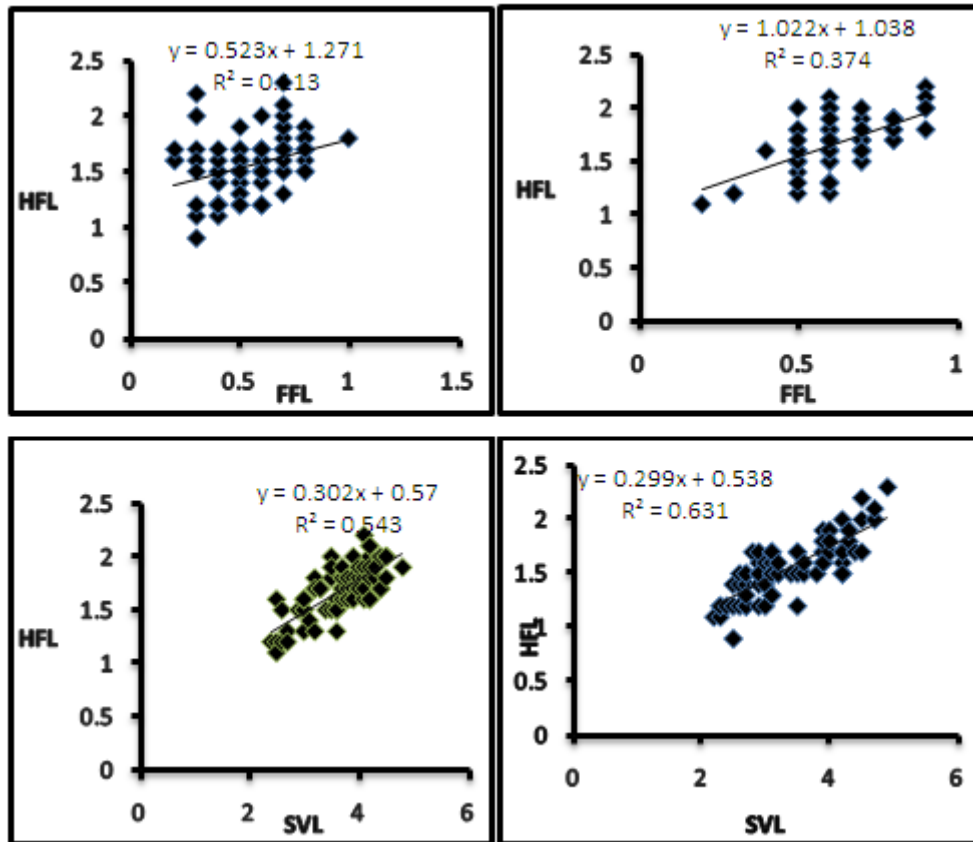 y = 0.523x + 1.271
R² = 0.113
2.5
2
1.5
1
0.5
0
HFL
0 0.5 1 1.5
FFL
y = 1.022x + 1.038
R² = 0.374
2.5
2
1.5
1
0.5
0
HFL
0 0.5 1
FFL
y = 0.302x + 0.57
R² = 0.543
2.5
2
1.5
1
0.5
0
HFL
0 2 4 6
SVL
y = 0.299x + 0.538
R² = 0.631
2.5
2
1.5
1
0.5
0
HFL
0 2 4 6
SVL